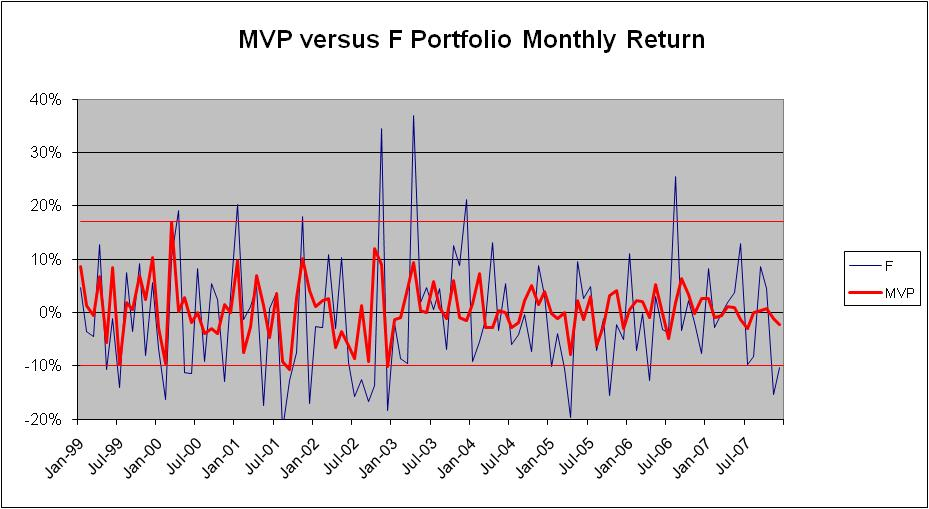 MVP versus F Portfolio Monthly Return
40%
30%
20%
10%
0%
-10%
-20%
Jan-99
Jul-99
Jan-00
Jul-00
Jan-01
Jul-01
Jan-02
Jul-02
Jan-03
Jul-03
Jan-04
Jul-04
Jan-05
Jul-05
Jan-06
Jul-06
Jan-07
Jul-07
F
MVP